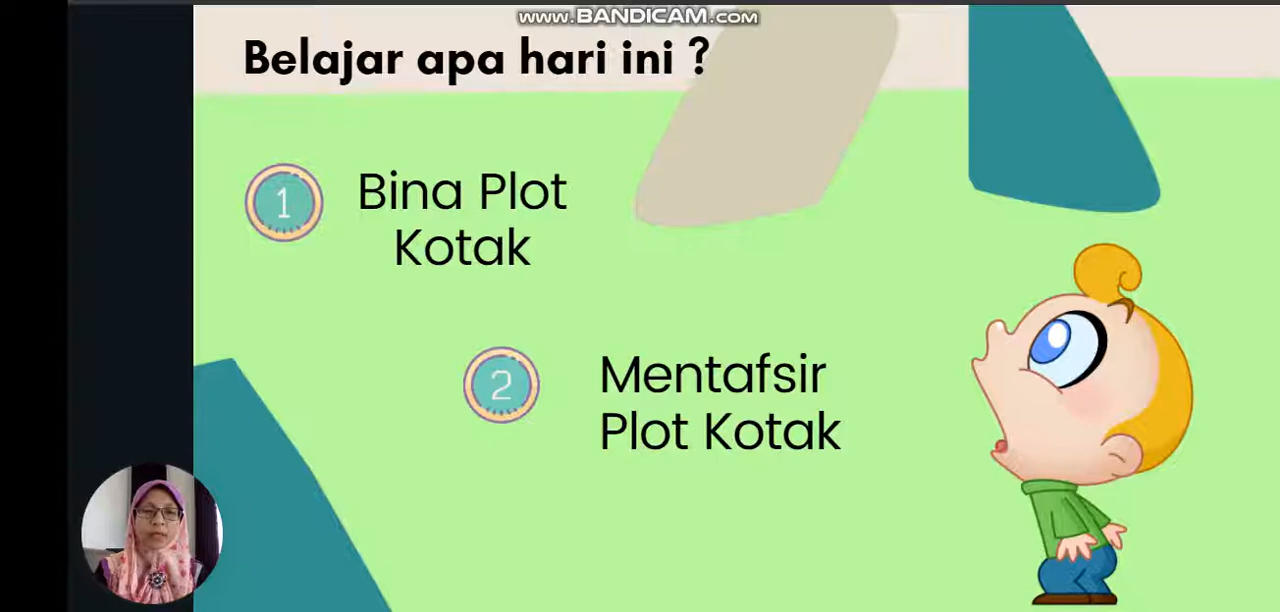 www.BANDICAM.com
Belajar apa hari ini ?
1
Bina Plot
Kotak
2
Mentafsir
Plot Kotak